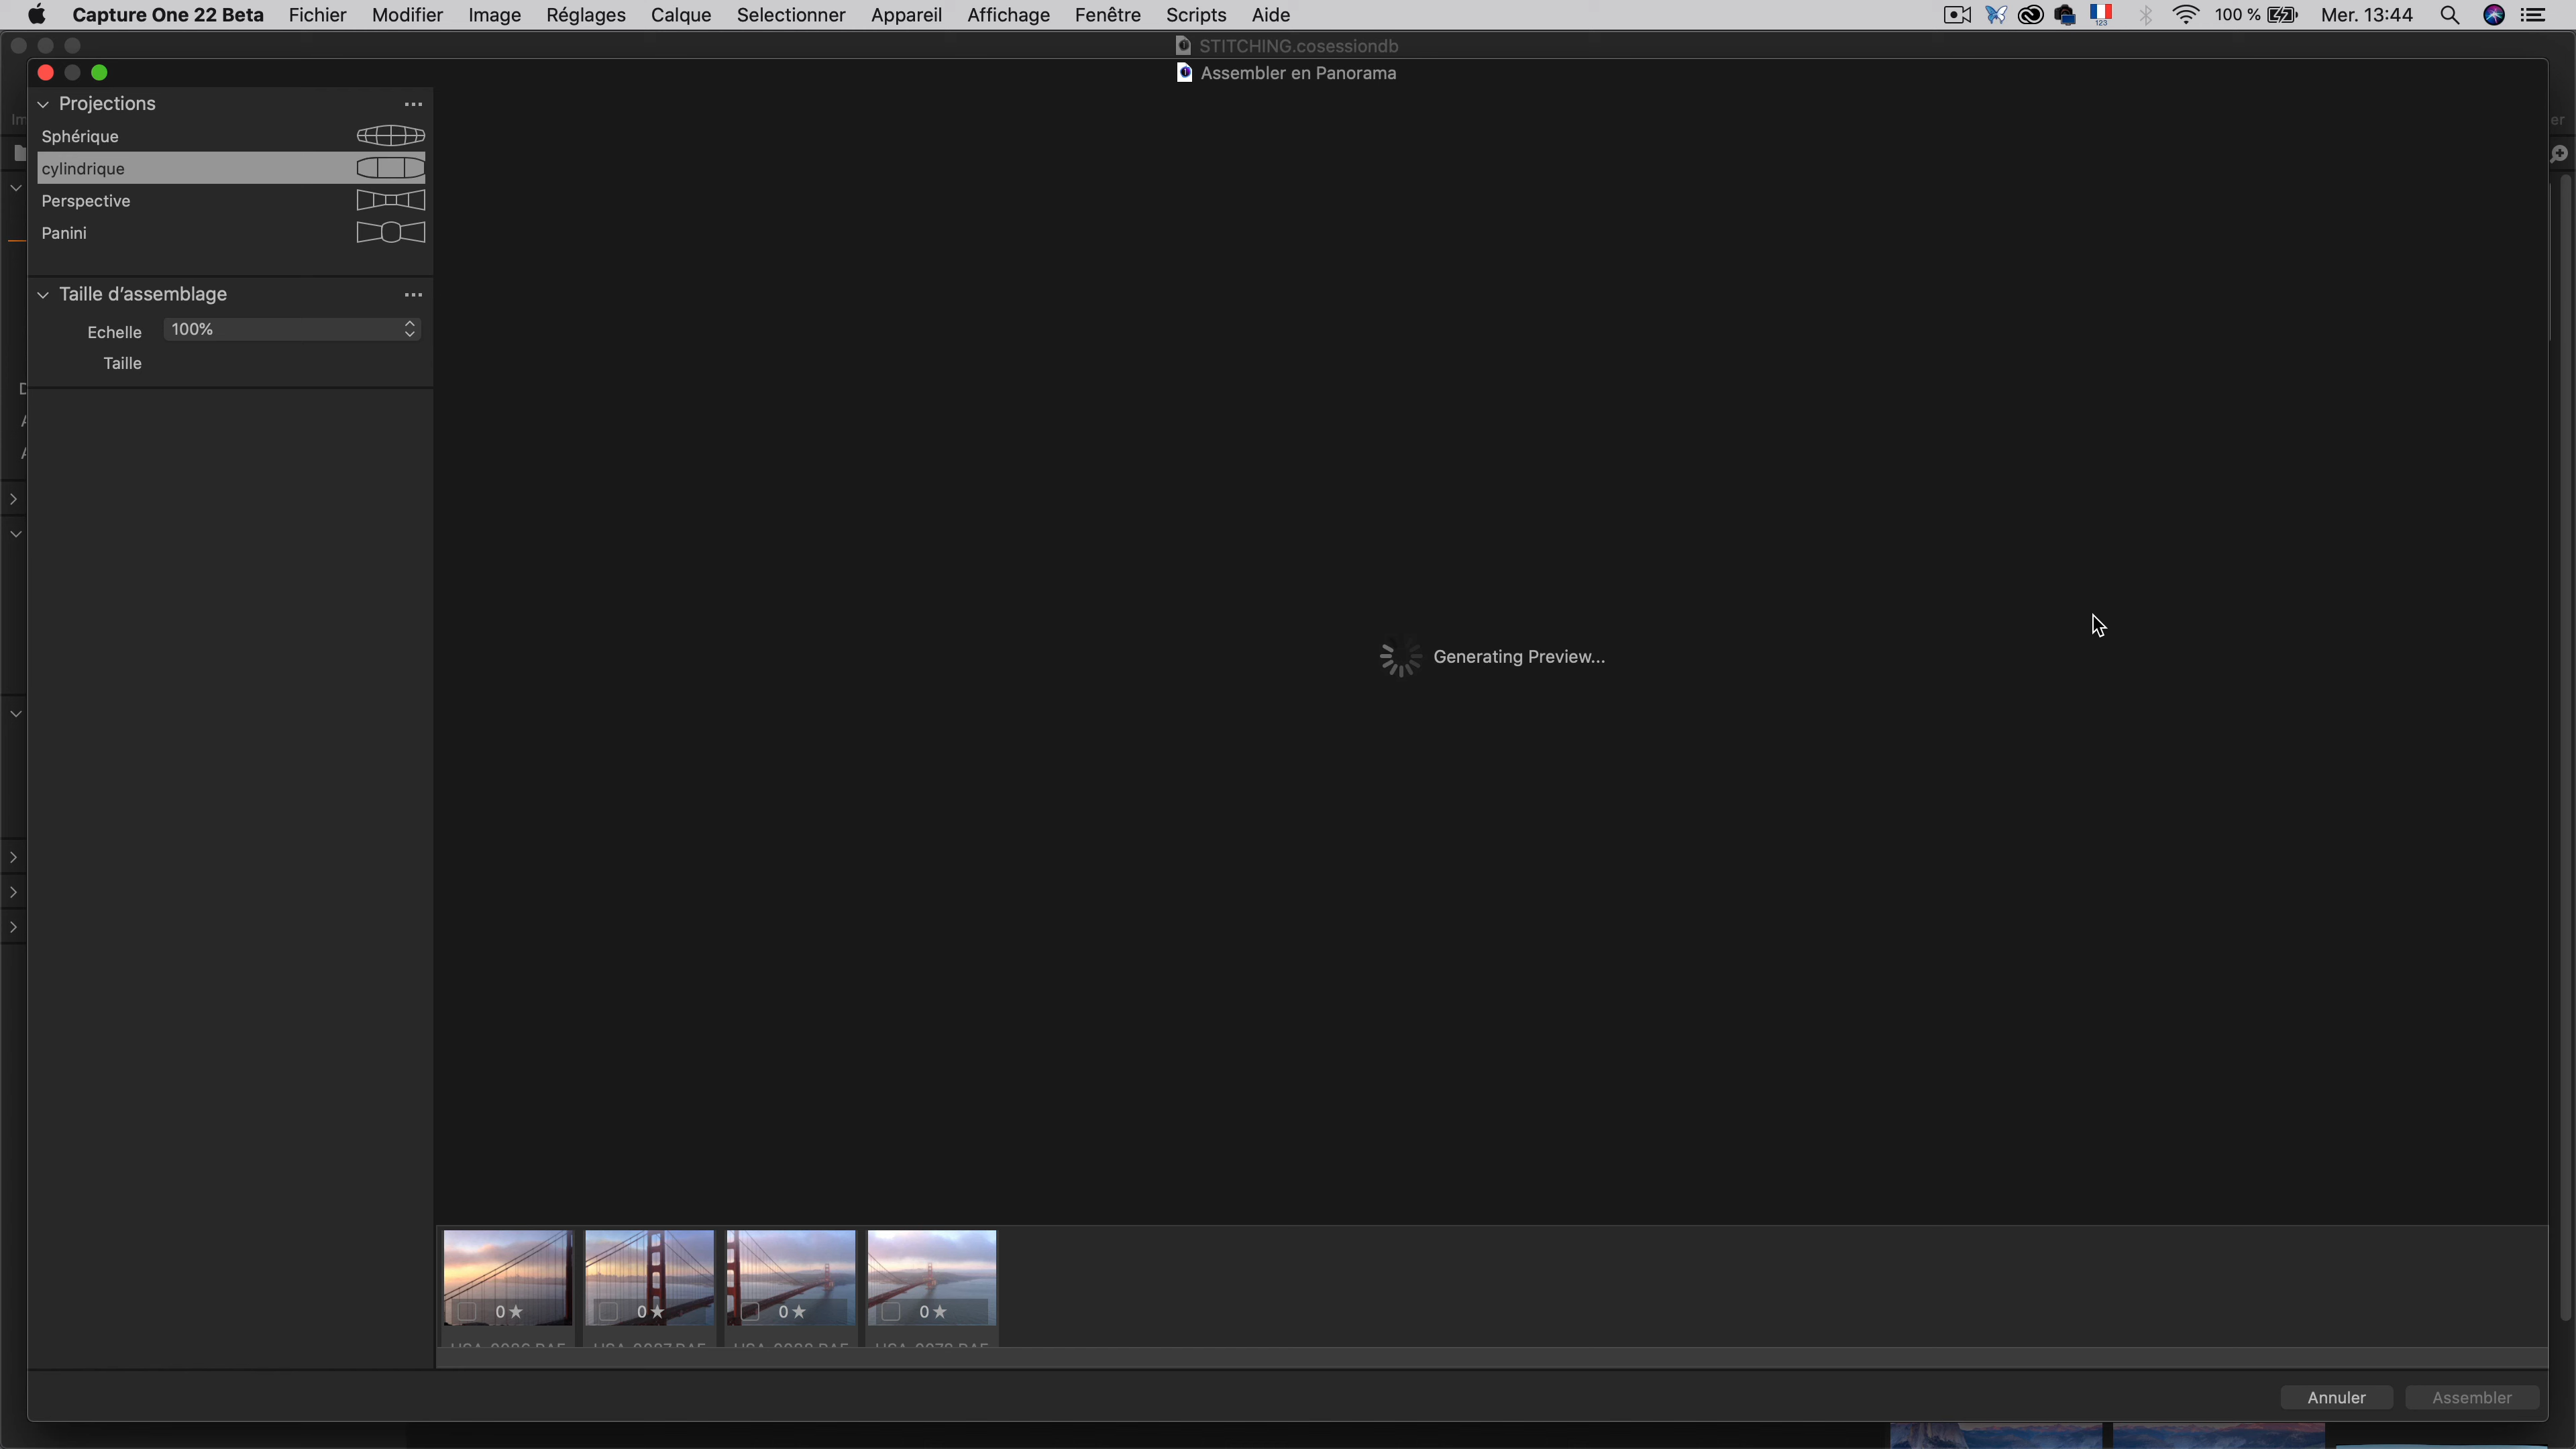 Capture One 22 Beta Fichier Modifier Image Réglages Calque Selectionner Appareil Affichage Fenêtre Scripts Aide 123 100 % Mer. 13:44
STITCHING.cosessiondb
Assembler en Panorama
Projections
Sphérique
cylindrique
Perspective
Panini
Taille d'assemblage
Echelle 100%
Taille
Generating Preview...
0★ 0★ 0★ 0★
Annuler Assembler